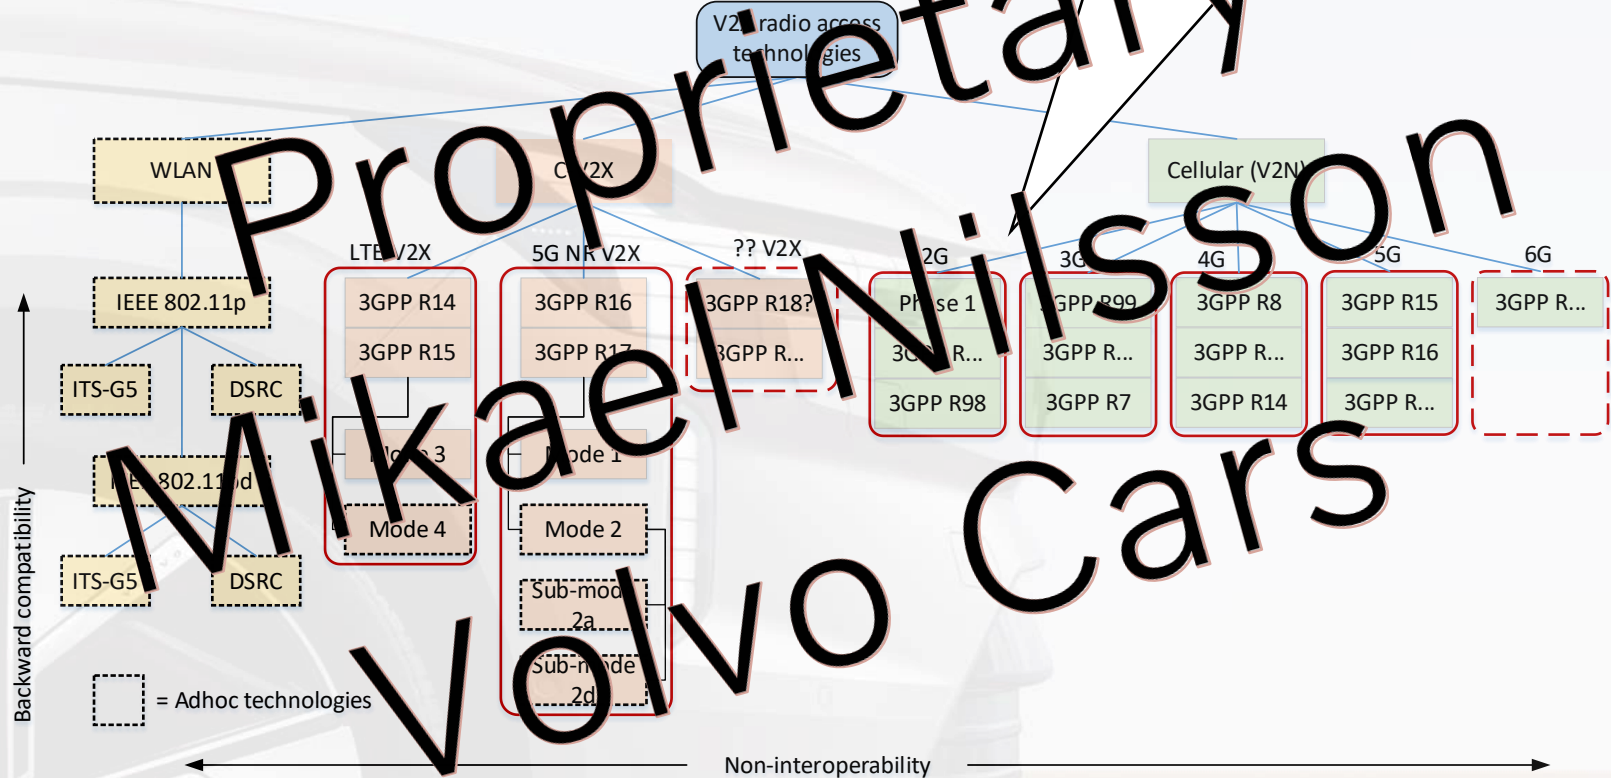 V2X radio access
technologies
Proprietary
Mikael Nilsson
Volvo Cars
WLAN
C-V2X
Cellular (V2N)
LTE V2X
5G NR V2X
?? V2X
2G
3G
4G
5G
6G
IEEE 802.11p
3GPP R14
3GPP R16
3GPP R18?
Phase 1
3GPP R99
3GPP R8
3GPP R15
3GPP R...
3GPP R15
3GPP R17
3GPP R...
3GPP R...
3GPP R...
3GPP R...
3GPP R16
ITS-G5
DSRC
3GPP R98
3GPP R7
3GPP R14
3GPP R...
Mode 3
Mode 1
IEEE 802.11bd
Mode 4
Mode 2
ITS-G5
DSRC
Sub-mode
2a
Sub-mode
2d
= Adhoc technologies
Backward compatibility
Non-interoperability